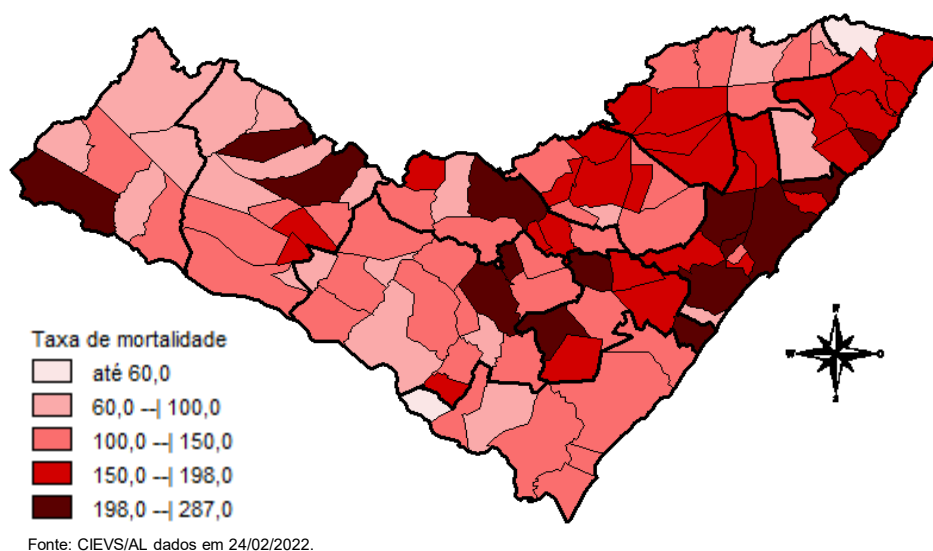 Taxa de mortalidade
até 60,0
60,0 --| 100,0
100,0 --| 150,0
150,0 --| 198,0
198,0 --| 287,0
Fonte: CIEVS/AL dados em 24/02/2022.